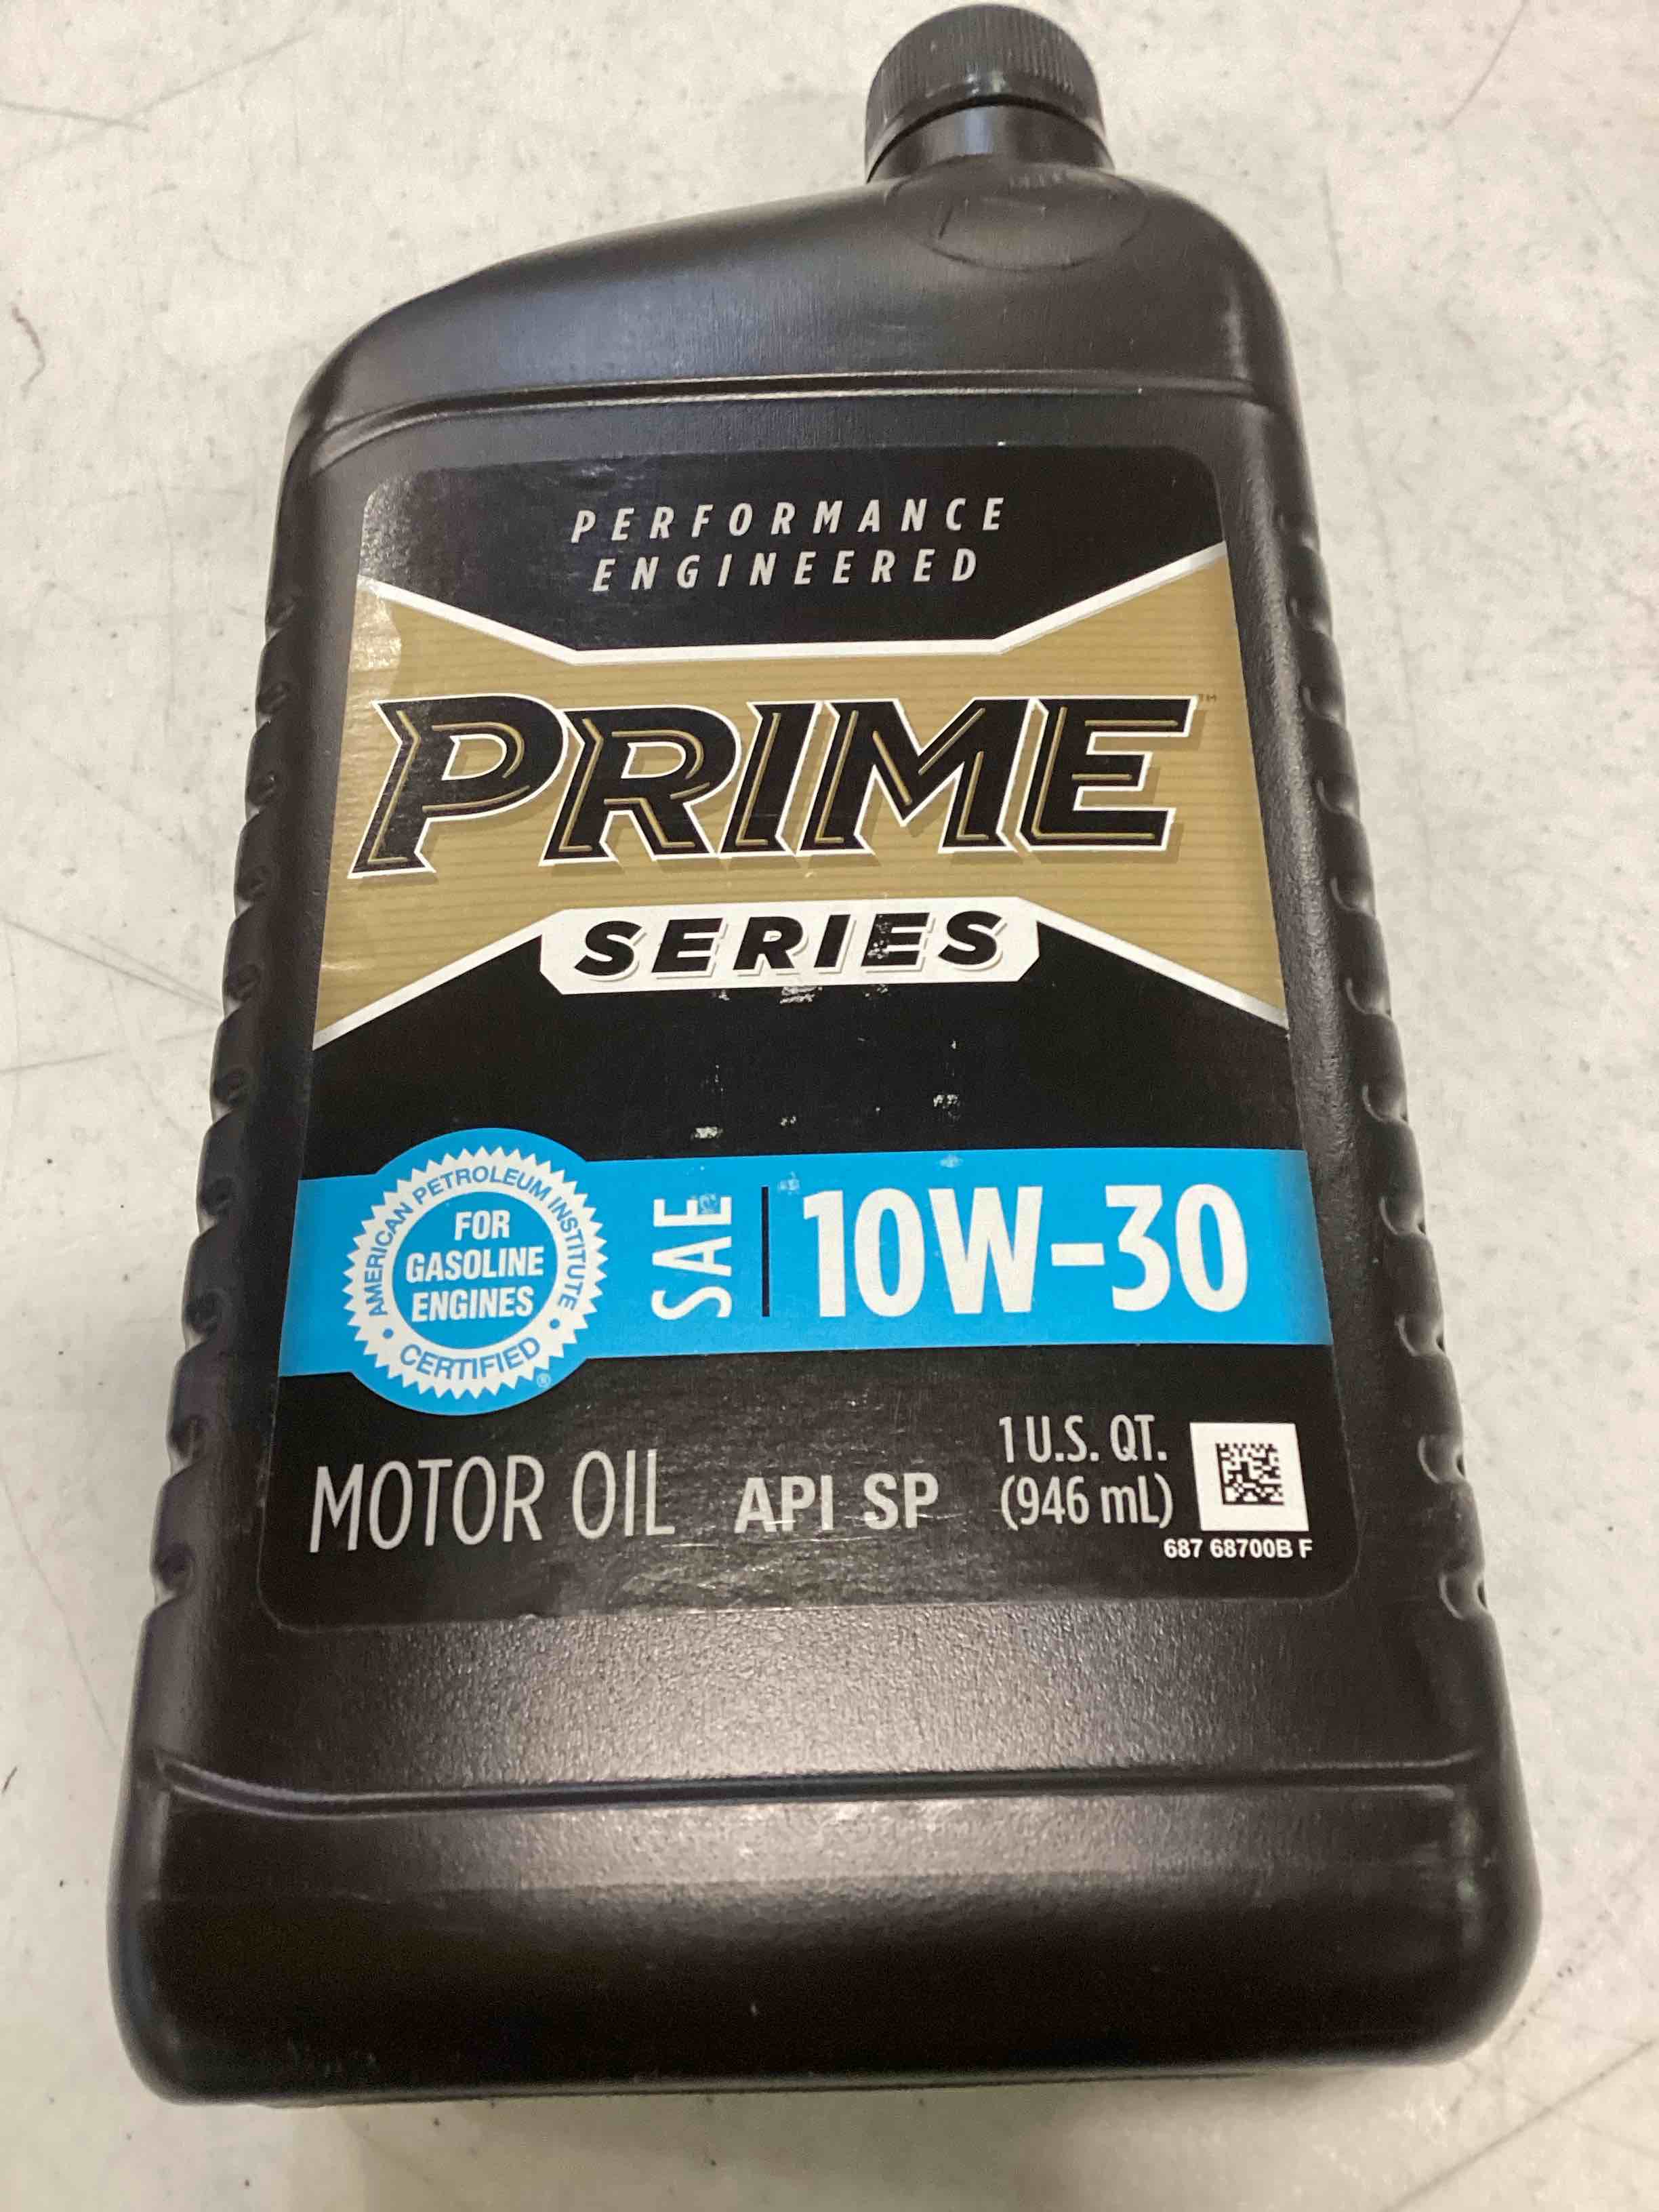 PERFORMANCE
ENGINEERED
PRIME™
SERIES
AMERICAN PETROLEUM INSTITUTE
FOR
GASOLINE
ENGINES
CERTIFIED®
SAE | 10W-30
MOTOR OIL API SP
1 U.S. QT.
(946 mL)
687 68700B F